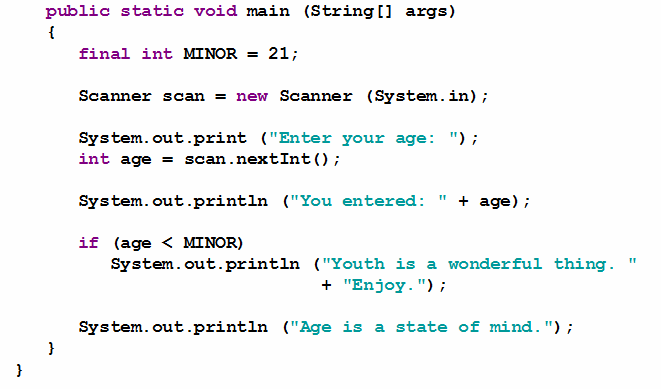 public static void main (String[] args)
{
final int MINOR = 21;
Scanner scan = new Scanner (System.in);
System.out.print ("Enter your age: ");
int age = scan.nextInt();
System.out.println ("You entered: " + age);
if (age < MINOR)
System.out.println ("Youth is a wonderful thing. "
+ "Enjoy.");
System.out.println ("Age is a state of mind.");
}
}